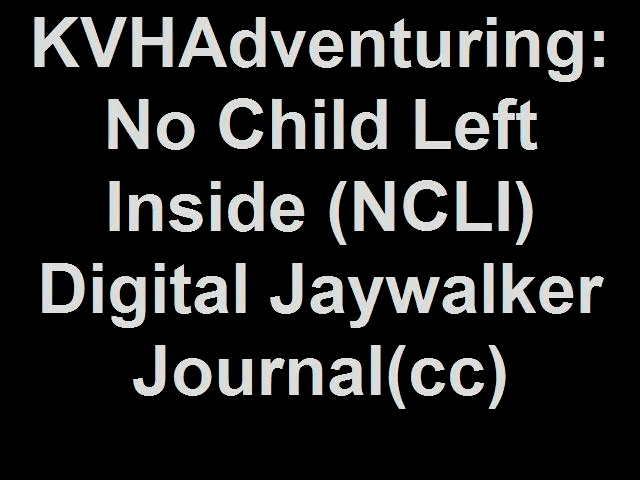 KVHAdventuring:
No Child Left
Inside (NCLI)
Digital Jaywalker
Journal(cc)